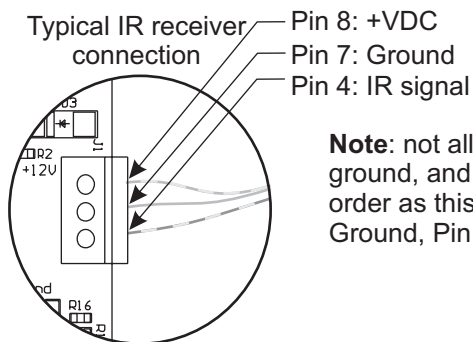 Typical IR receiver
connection
Pin 8: +VDC
Pin 7: Ground
Pin 4: IR signal
Note: not all
ground, and
order as this
Ground, Pin
J1
R2
+12V
R16